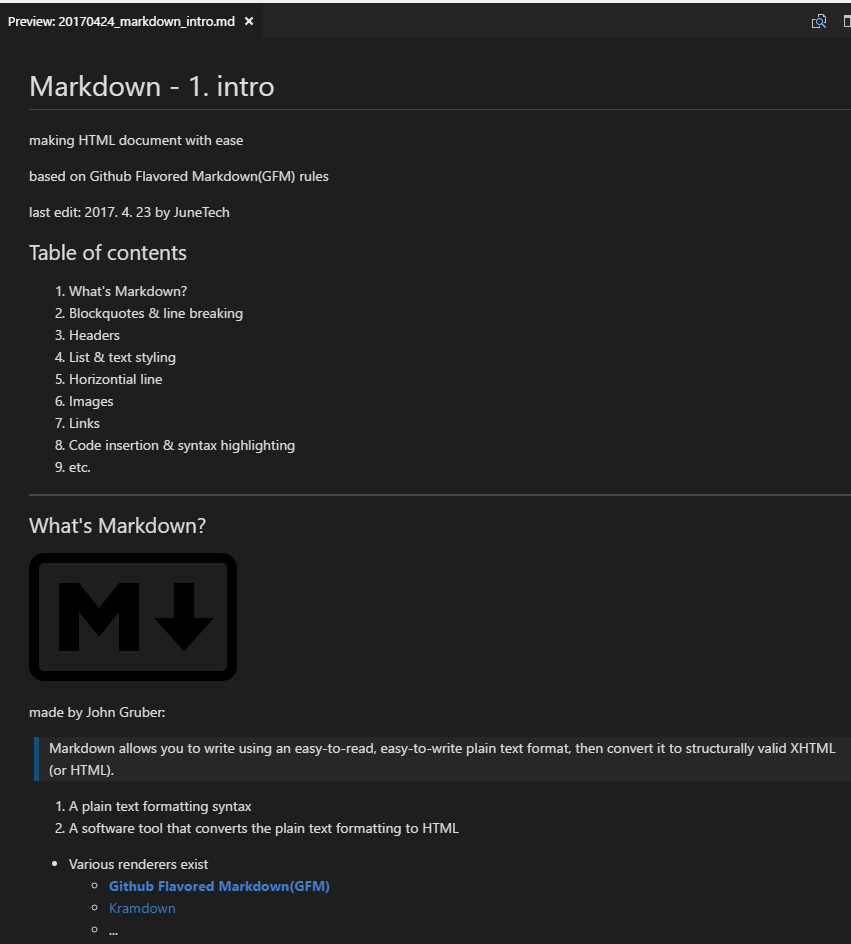 Preview: 20170424_markdown_intro.md ×
Markdown - 1. intro
making HTML document with ease
based on Github Flavored Markdown(GFM) rules
last edit: 2017. 4. 23 by JuneTech
Table of contents
1. What's Markdown?
2. Blockquotes & line breaking
3. Headers
4. List & text styling
5. Horizontial line
6. Images
7. Links
8. Code insertion & syntax highlighting
9. etc.
What's Markdown?
M
made by John Gruber:
Markdown allows you to write using an easy-to-read, easy-to-write plain text format, then convert it to structurally valid XHTML
(or HTML).
1. A plain text formatting syntax
2. A software tool that converts the plain text formatting to HTML
• Various renderers exist
○ Github Flavored Markdown(GFM)
○ Kramdown
○ ...